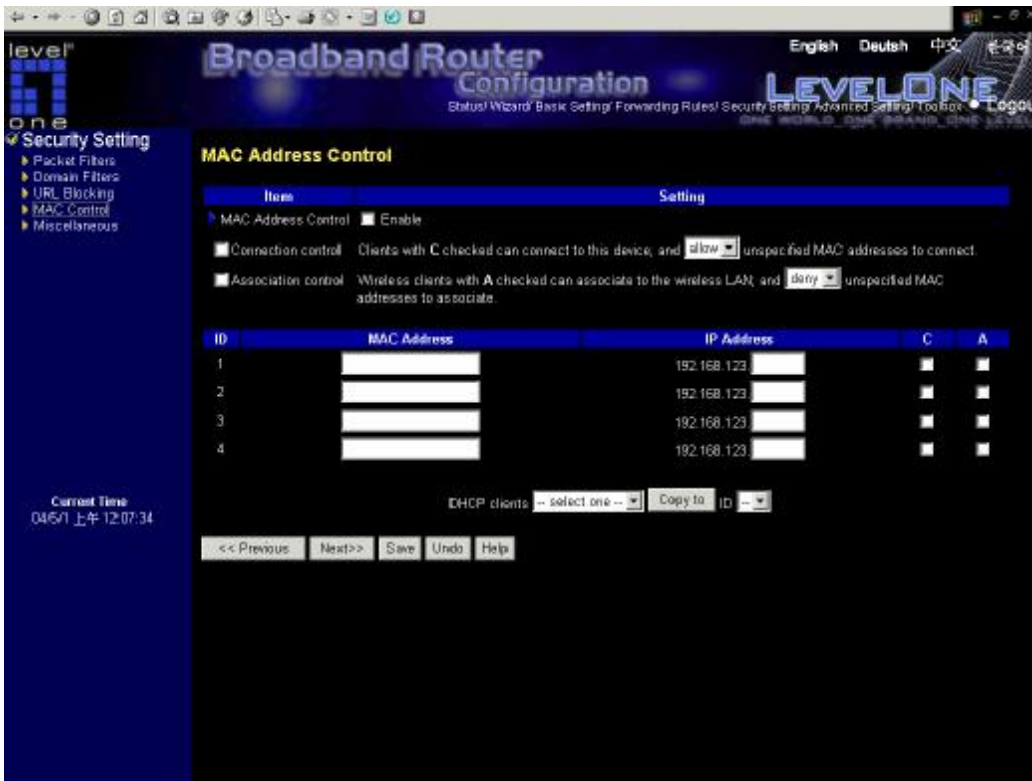 level
one
Broadband Router
Configuration
English Deutsh 中文 한국어
LEVELONE
Status/ Wizard/ Basic Setting/ Forwarding Rules/ Security Setting/ Advanced Setting/ Toolbox ● Logou
ONE WORLD_ONE BRAND_ONE LEVEL
Security Setting
Packet Filters
Domain Filters
URL Blocking
MAC Control
Miscellaneous
Current Time
04/5/1 上午 12:07:34
MAC Address Control
Item Setting
MAC Address Control Enable
Connection control Clients with C checked can connect to this device; and allow unspecified MAC addresses to connect.
Association control Wireless clients with A checked can associate to the wireless LAN; and deny unspecified MAC
addresses to associate.
ID MAC Address IP Address C A
1 192.168.123.
2 192.168.123.
3 192.168.123.
4 192.168.123.
DHCP clients -- select one -- Copy to ID --
<< Previous Next>> Save Undo Help